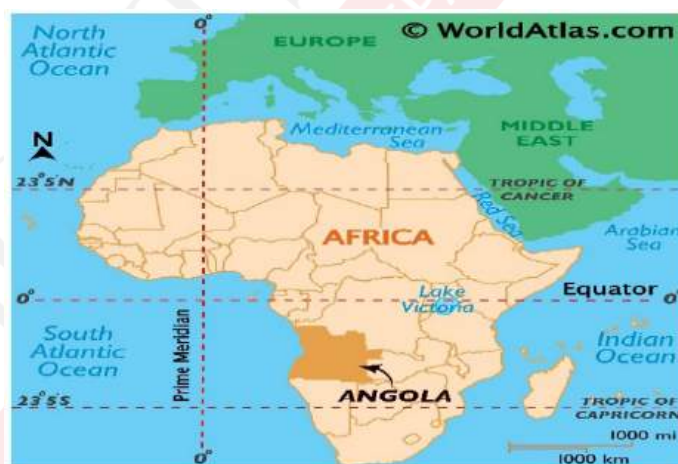 0°
© WorldAtlas.com
North
Atlantic
Ocean
EUROPE
N
Mediterranean
Sea
MIDDLE
EAST
23°5N
TROPIC OF
CANCER
Red Sea
Arabian
Sea
AFRICA
Equator
0°
0°
Lake
Victoria
South
Atlantic
Ocean
Prime Meridian
Indian
Ocean
ANGOLA
23°5S
TROPIC OF
CAPRICORN
1000 mi
1000 km
0°